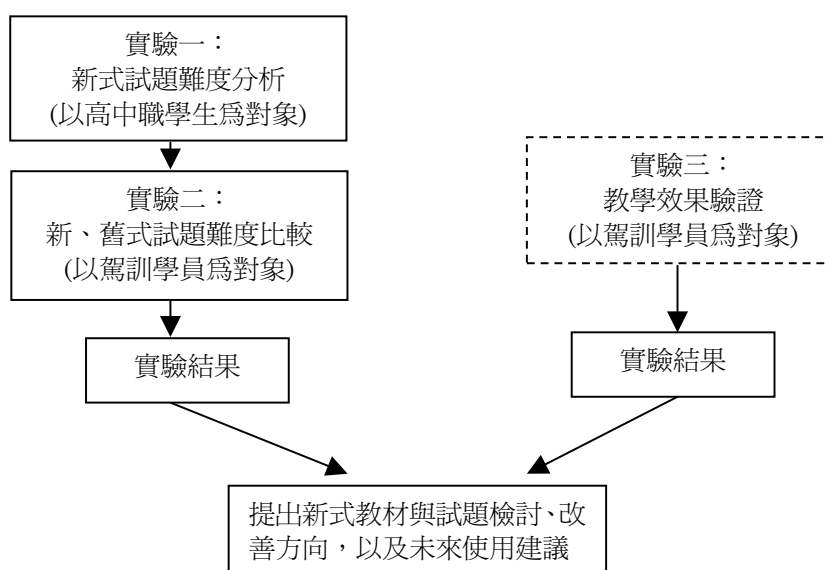 實驗一：
新式試題難度分析
(以高中職學生為對象)
實驗二：
新、舊式試題難度比較
(以駕訓學員為對象)
實驗結果
實驗三：
教學效果驗證
(以駕訓學員為對象)
實驗結果
提出新式教材與試題檢討、改
善方向，以及未來使用建議